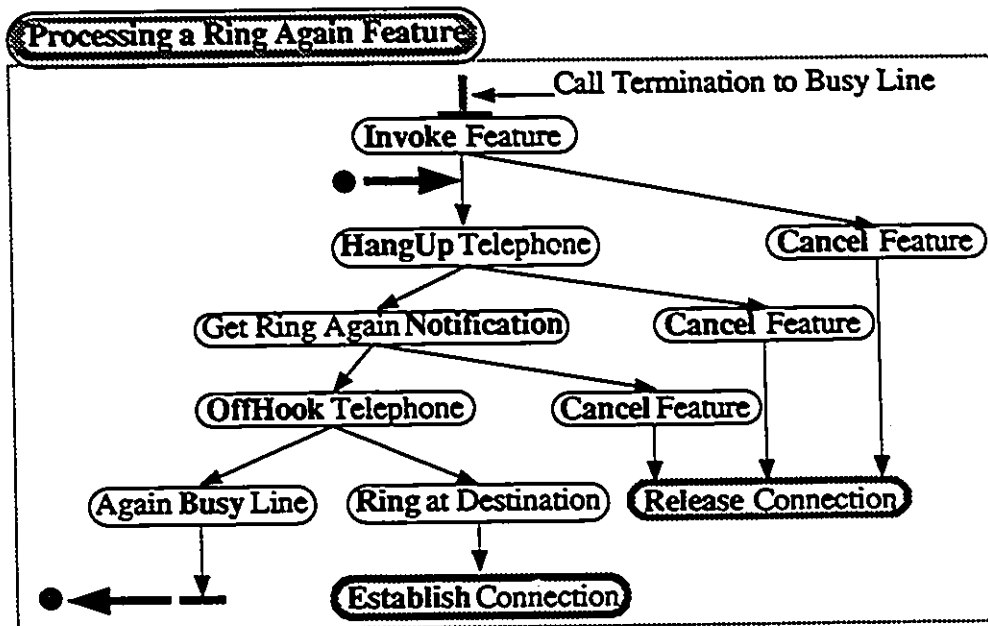 Processing a Ring Again Feature
Call Termination to Busy Line
Invoke Feature
HangUp Telephone
Cancel Feature
Get Ring Again Notification
Cancel Feature
OffHook Telephone
Cancel Feature
Again Busy Line
Ring at Destination
Release Connection
Establish Connection